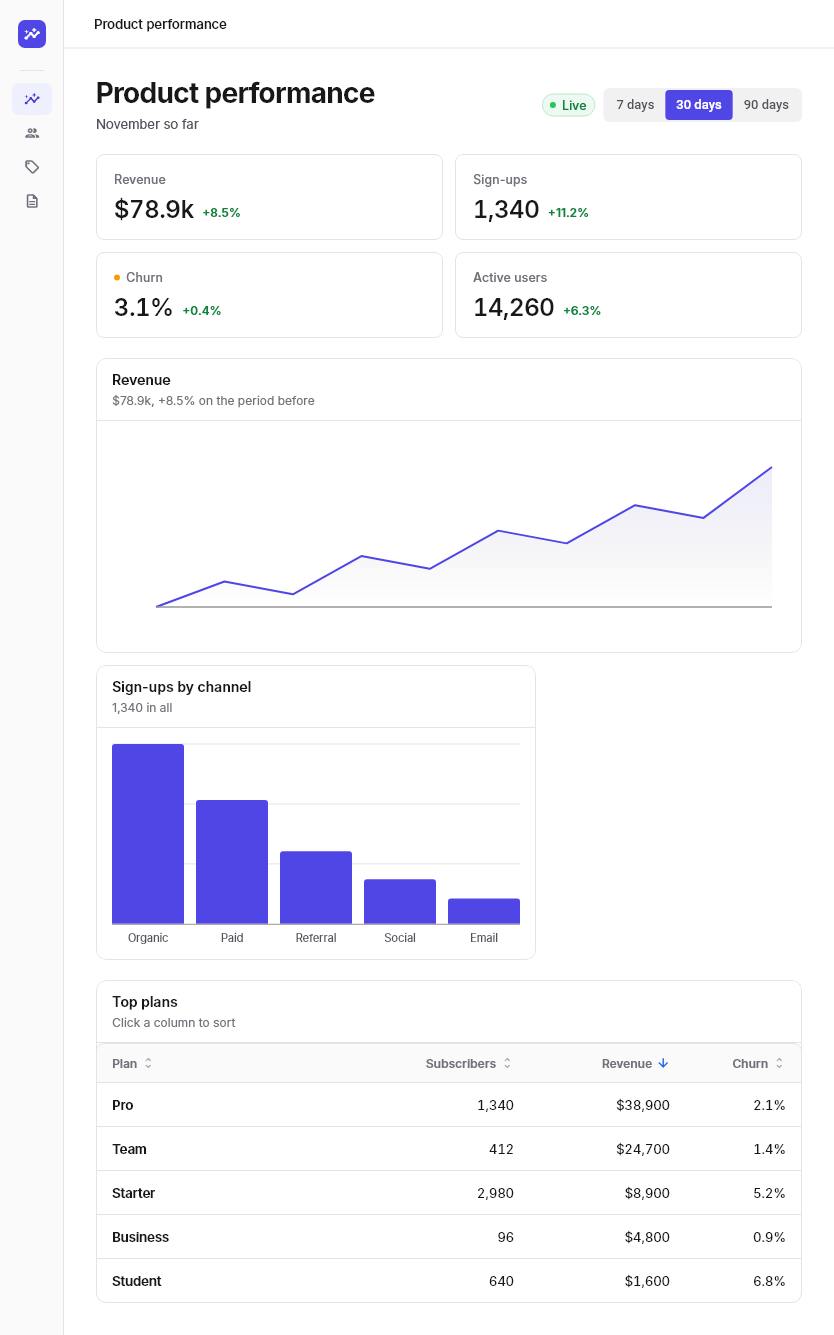 Product performance
Product performance
November so far
Live
7 days 30 days 90 days
Revenue
$78.9k +8.5%
Sign-ups
1,340 +11.2%
Churn
3.1% +0.4%
Active users
14,260 +6.3%
Revenue
$78.9k, +8.5% on the period before
Sign-ups by channel
1,340 in all
Organic Paid Referral Social Email
Top plans
Click a column to sort
Plan Subscribers Revenue Churn
Pro 1,340 $38,900 2.1%
Team 412 $24,700 1.4%
Starter 2,980 $8,900 5.2%
Business 96 $4,800 0.9%
Student 640 $1,600 6.8%